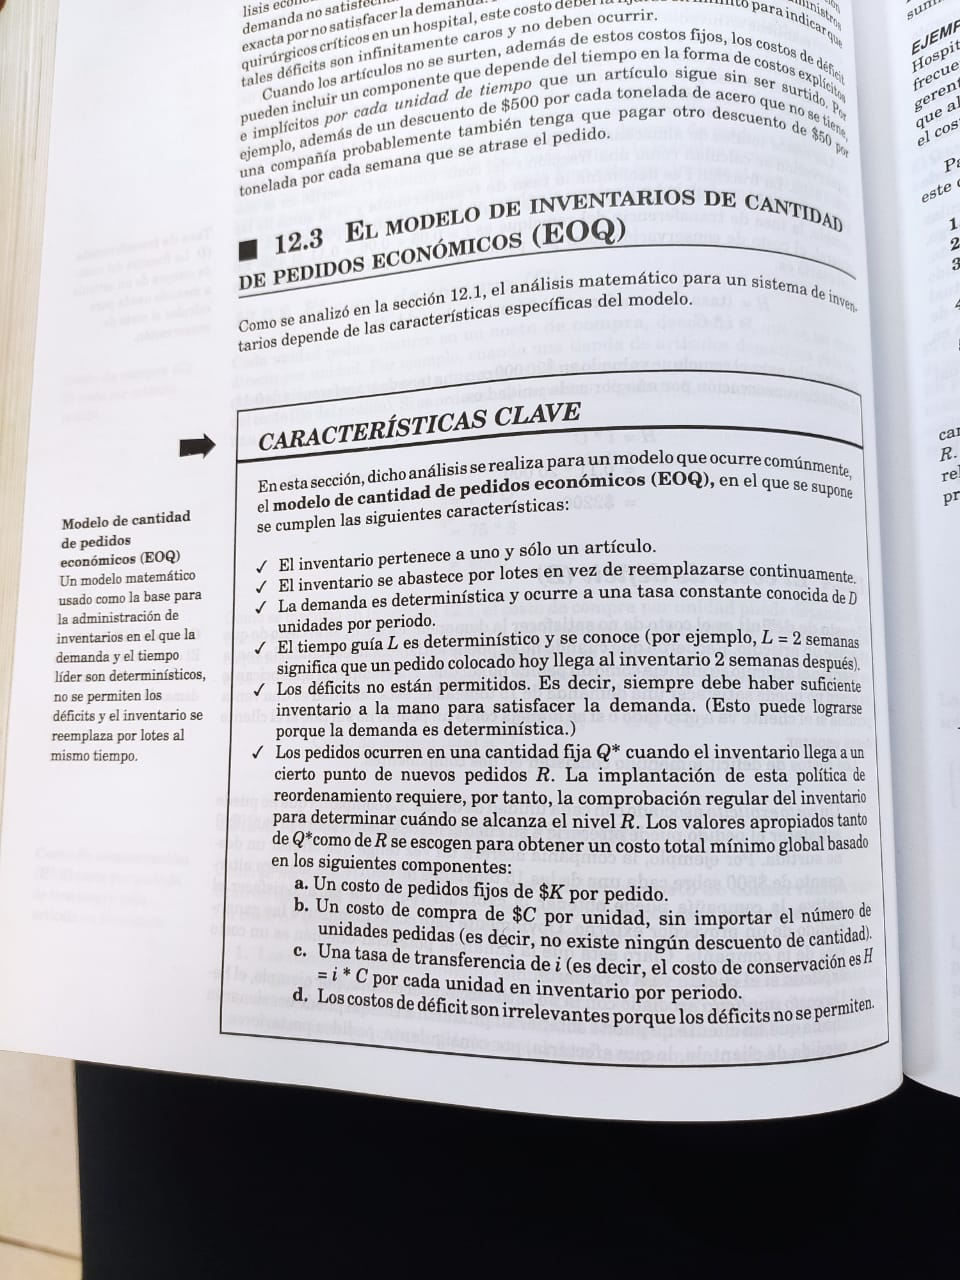 lisis econó
demanda no satisfech
exacta por no satisfacer la demanda.
quirúrgicos críticos en un hospital, este costo debería para indicar que
tales déficits son infinitamente caros y no deben ocurrir.
Cuando los artículos no se surten, además de estos costos fijos, los costos de déficit
pueden incluir un componente que depende del tiempo en la forma de costos explícitos
e implícitos por cada unidad de tiempo que un artículo sigue sin ser surtido. Por
ejemplo, además de un descuento de $500 por cada tonelada de acero que no se tiene,
una compañía probablemente también tenga que pagar otro descuento de $50 por
tonelada por cada semana que se atrase el pedido.
■ 12.3 EL MODELO DE INVENTARIOS DE CANTIDAD
DE PEDIDOS ECONÓMICOS (EOQ)
Como se analizó en la sección 12.1, el análisis matemático para un sistema de inven-
tarios depende de las características específicas del modelo.
CARACTERÍSTICAS CLAVE
En esta sección, dicho análisis se realiza para un modelo que ocurre comúnmente,
el modelo de cantidad de pedidos económicos (EOQ), en el que se supone
se cumplen las siguientes características:
✓ El inventario pertenece a uno y sólo un artículo.
✓ El inventario se abastece por lotes en vez de reemplazarse continuamente.
✓ La demanda es determinística y ocurre a una tasa constante conocida de D
unidades por periodo.
✓ El tiempo guía L es determinístico y se conoce (por ejemplo, L = 2 semanas
significa que un pedido colocado hoy llega al inventario 2 semanas después).
✓ Los déficits no están permitidos. Es decir, siempre debe haber suficiente
inventario a la mano para satisfacer la demanda. (Esto puede lograrse
porque la demanda es determinística.)
✓ Los pedidos ocurren en una cantidad fija Q* cuando el inventario llega a un
cierto punto de nuevos pedidos R. La implantación de esta política de
reordenamiento requiere, por tanto, la comprobación regular del inventario
para determinar cuándo se alcanza el nivel R. Los valores apropiados tanto
de Q*como de R se escogen para obtener un costo total mínimo global basado
en los siguientes componentes:
a. Un costo de pedidos fijos de $K por pedido.
b. Un costo de compra de $C por unidad, sin importar el número de
unidades pedidas (es decir, no existe ningún descuento de cantidad).
c. Una tasa de transferencia de i (es decir, el costo de conservación es H
= i * C por cada unidad en inventario por periodo.
d. Los costos de déficit son irrelevantes porque los déficits no se permiten.
Modelo de cantidad
de pedidos
económicos (EOQ)
Un modelo matemático
usado como la base para
la administración de
inventarios en el que la
demanda y el tiempo
líder son determinísticos,
no se permiten los
déficits y el inventario se
reemplaza por lotes al
mismo tiempo.
EJEMP
Hospit
frecue
gerent
que al
el cos
Pa
este
1.
2
3
car
R.
rel
pr